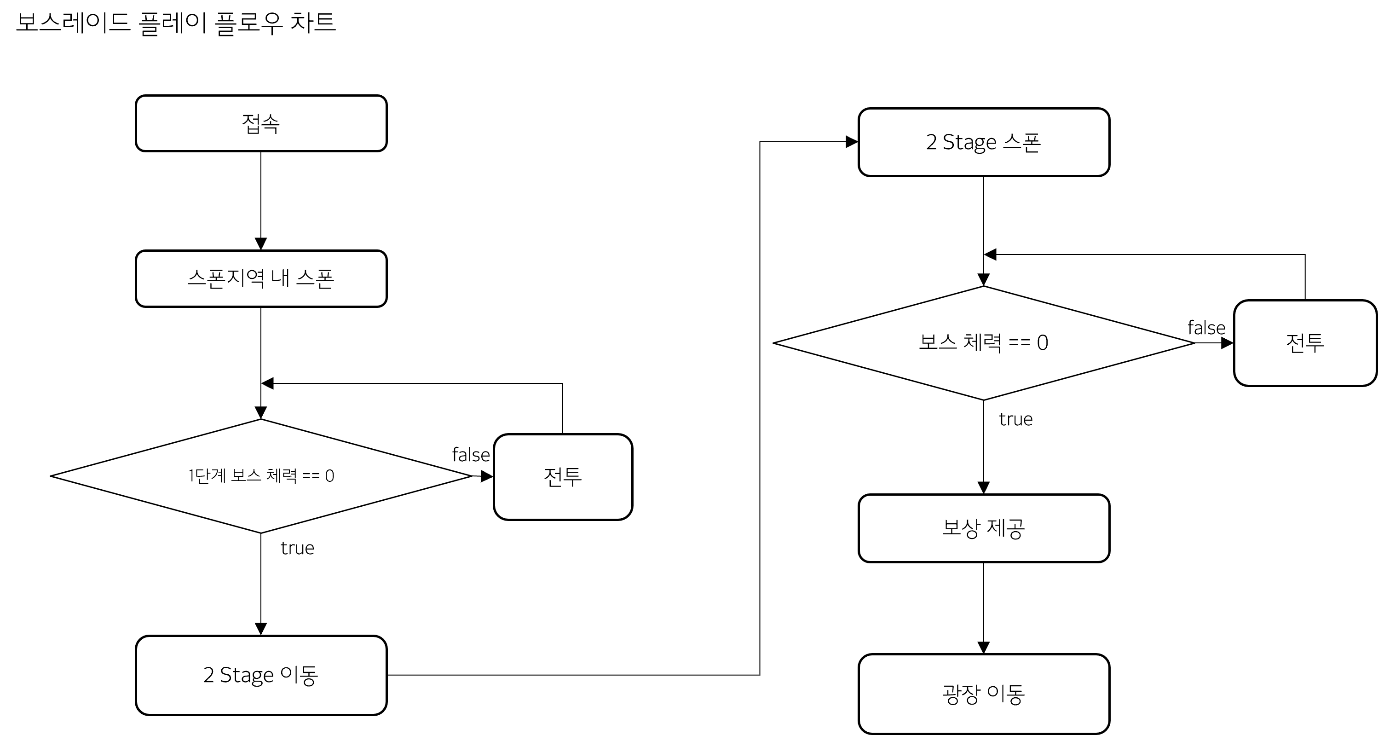 보스레이드 플레이 플로우 차트
접속
스폰지역 내 스폰
1단계 보스 체력 == 0
false
전투
true
2 Stage 이동
2 Stage 스폰
보스 체력 == 0
false
전투
true
보상 제공
광장 이동